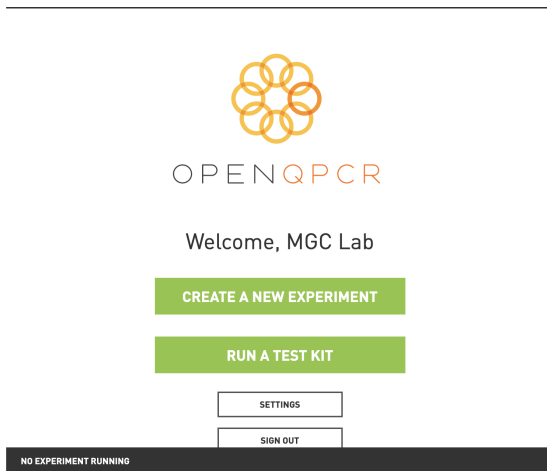 OPENQPCR
Welcome, MGC Lab
CREATE A NEW EXPERIMENT
RUN A TEST KIT
SETTINGS
SIGN OUT
NO EXPERIMENT RUNNING